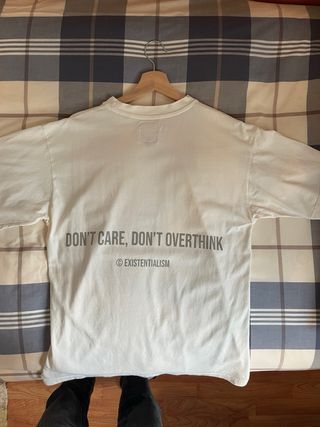 DON'T CARE, DON'T OVERTHINK
© EXISTENTIALISM